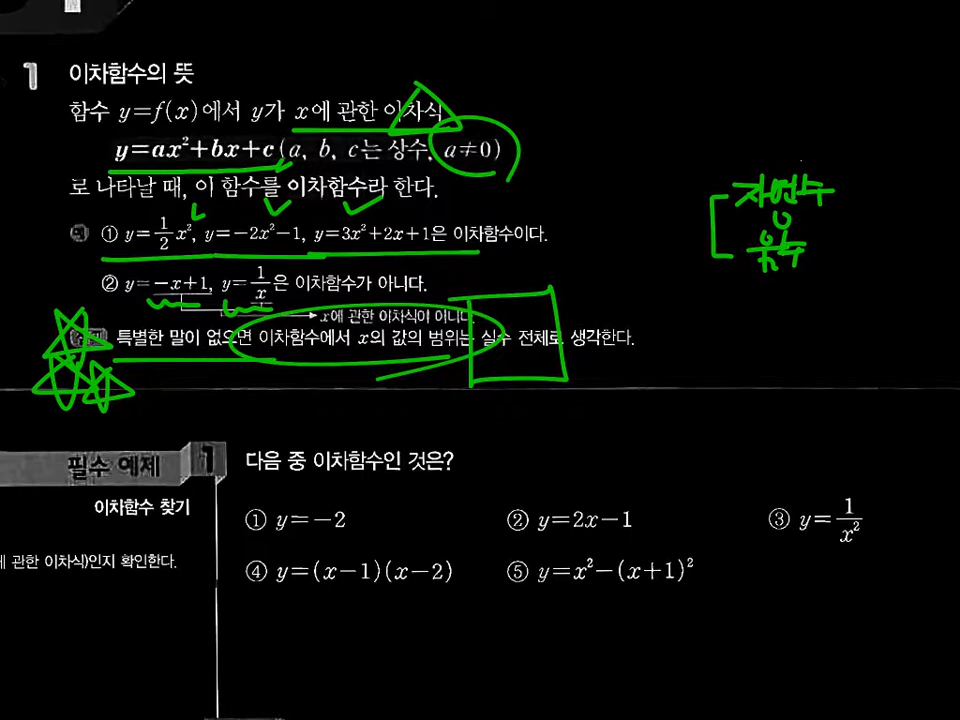 1 이차함수의 뜻
함수 y=f(x)에서 y가 x에 관한 이차식
y=ax²+bx+c(a, b, c는 상수, a≠0)
로 나타날 때, 이 함수를 이차함수라 한다.
① y=1/2x², y=-2x²-1, y=3x²+2x+1은 이차함수이다.
② y=-x+1, y=1/x은 이차함수가 아니다.
x에 관한 이차식이 아니다.
특별한 말이 없으면 이차함수에서 x의 값의 범위는 실수 전체로 생각한다.
자연수
0
음수
필수 예제 1 다음 중 이차함수인 것은?
이차함수 찾기
① y=-2 ② y=2x-1 ③ y=1/x²
관한 이차식)인지 확인한다.
④ y=(x-1)(x-2) ⑤ y=x²-(x+1)²